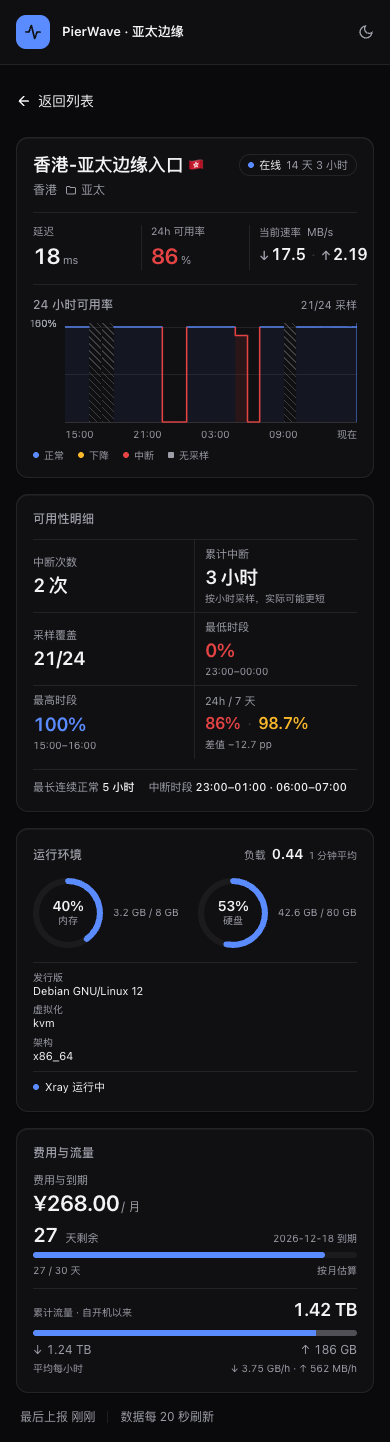 PierWave · 亚太边缘
返回列表
香港-亚太边缘入口 🇭🇰 在线 14 天 3 小时
香港 亚太
延迟 24h 可用率 当前速率 MB/s
18 ms 86 % ↓ 17.5 · ↑ 2.19
24 小时可用率 21/24 采样
15:00 21:00 03:00 09:00 现在
正常 下降 中断 无采样
可用性明细
中断次数 累计中断
2 次 3 小时
按小时采样，实际可能更短
采样覆盖 最低时段
21/24 0%
23:00–00:00
最高时段 24h / 7 天
100% 86% · 98.7%
15:00–16:00 差值 −12.7 pp
最长连续正常 5 小时 中断时段 23:00–01:00 · 06:00–07:00
运行环境 负载 0.44 1 分钟平均
40% 内存 3.2 GB / 8 GB 53% 硬盘 42.6 GB / 80 GB
发行版
Debian GNU/Linux 12
虚拟化
kvm
架构
x86_64
Xray 运行中
费用与流量
费用与到期
¥268.00 / 月
27 天剩余 2026-12-18 到期
27 / 30 天 按月估算
累计流量 · 自开机以来 1.42 TB
↓ 1.24 TB ↑ 186 GB
平均每小时 ↓ 3.75 GB/h · ↑ 562 MB/h
最后上报 刚刚 数据每 20 秒刷新